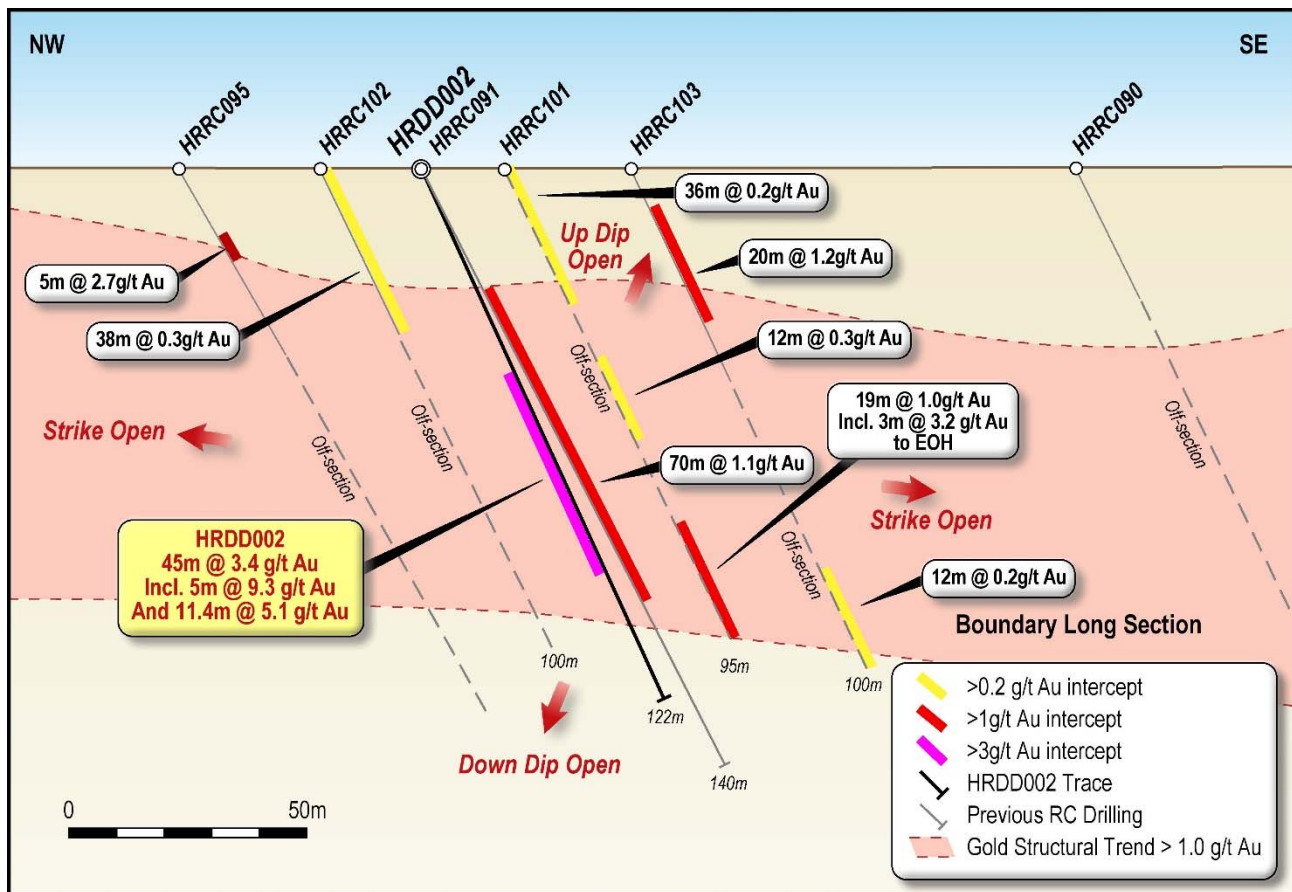 NW
SE
HRRC095
HRRC102
HRDD002
HRRC091
HRRC101
HRRC103
HRRC090
36m @ 0.2g/t Au
Up Dip
Open
20m @ 1.2g/t Au
5m @ 2.7g/t Au
38m @ 0.3g/t Au
12m @ 0.3g/t Au
19m @ 1.0g/t Au
Incl. 3m @ 3.2 g/t Au
to EOH
Strike Open
Off-section
Off-section
Off-section
Off-section
Off-section
70m @ 1.1g/t Au
Strike Open
HRDD002
45m @ 3.4 g/t Au
Incl. 5m @ 9.3 g/t Au
And 11.4m @ 5.1 g/t Au
12m @ 0.2g/t Au
Boundary Long Section
100m
95m
100m
122m
140m
Down Dip Open
0
50m
>0.2 g/t Au intercept
>1g/t Au intercept
>3g/t Au intercept
HRDD002 Trace
Previous RC Drilling
Gold Structural Trend > 1.0 g/t Au